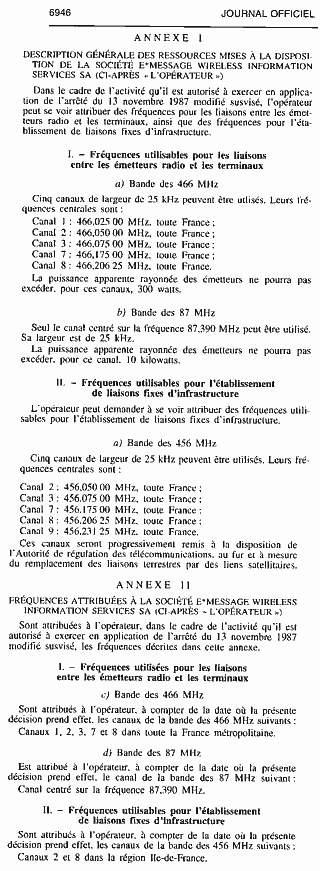 6946 JOURNAL OFFICIEL
ANNEXE I
DESCRIPTION GÉNÉRALE DES RESSOURCES MISES À LA DISPOSI-
TION DE LA SOCIÉTÉ E*MESSAGE WIRELESS INFORMATION
SERVICES SA (CI-APRÈS « L'OPÉRATEUR »)
Dans le cadre de l'activité qu'il est autorisé à exercer en applica-
tion de l'arrêté du 13 novembre 1987 modifié susvisé, l'opérateur
peut se voir attribuer des fréquences pour les liaisons entre les émet-
teurs radio et les terminaux, ainsi que des fréquences pour l'éta-
blissement de liaisons fixes d'infrastructure.
I. – Fréquences utilisables pour les liaisons
entre les émetteurs radio et les terminaux
a) Bande des 466 MHz
Cinq canaux de largeur de 25 kHz peuvent être utilisés. Leurs fré-
quences centrales sont :
Canal 1 : 466,025 00 MHz, toute France ;
Canal 2 : 466,050 00 MHz, toute France ;
Canal 3 : 466,075 00 MHz, toute France ;
Canal 7 : 466,175 00 MHz, toute France ;
Canal 8 : 466,206 25 MHz, toute France.
La puissance apparente rayonnée des émetteurs ne pourra pas
excéder, pour ces canaux, 300 watts.
b) Bande des 87 MHz
Seul le canal centré sur la fréquence 87,390 MHz peut être utilisé.
Sa largeur est de 25 kHz.
La puissance apparente rayonnée des émetteurs ne pourra pas
excéder, pour ce canal, 10 kilowatts.
II. – Fréquences utilisables pour l'établissement
de liaisons fixes d'infrastructure
L'opérateur peut demander à se voir attribuer des fréquences utili-
sables pour l'établissement de liaisons fixes d'infrastructure.
a) Bande des 456 MHz
Cinq canaux de largeur de 25 kHz peuvent être utilisés. Leurs fré-
quences centrales sont :
Canal 2 : 456,050 00 MHz, toute France ;
Canal 3 : 456,075 00 MHz, toute France ;
Canal 7 : 456,175 00 MHz, toute France ;
Canal 8 : 456,206 25 MHz, toute France ;
Canal 9 : 456,231 25 MHz, toute France.
Ces canaux seront progressivement remis à la disposition de
l'Autorité de régulation des télécommunications, au fur et à mesure
du remplacement des liaisons terrestres par des liens satellitaires.
ANNEXE II
FRÉQUENCES ATTRIBUÉES À LA SOCIÉTÉ E*MESSAGE WIRELESS
INFORMATION SERVICES SA (CI-APRÈS « L'OPÉRATEUR »)
Sont attribuées à l'opérateur, dans le cadre de l'activité qu'il est
autorisé à exercer en application de l'arrêté du 13 novembre 1987
modifié susvisé, les fréquences décrites dans cette annexe.
I. – Fréquences utilisées pour les liaisons
entre les émetteurs radio et les terminaux
c) Bande des 466 MHz
Sont attribués à l'opérateur, à compter de la date où la présente
décision prend effet, les canaux de la bande des 466 MHz suivants :
Canaux 1, 2, 3, 7 et 8 dans toute la France métropolitaine.
d) Bande des 87 MHz
Est attribué à l'opérateur, à compter de la date où la présente
décision prend effet, le canal de la bande des 87 MHz suivant :
Canal centré sur la fréquence 87,390 MHz.
II. – Fréquences utilisables pour l'établissement
de liaisons fixes d'infrastructure
Sont attribués à l'opérateur, à compter de la date où la présente
décision prend effet, les canaux de la bande des 456 MHz suivants :
Canaux 2 et 8 dans la région Ile-de-France.